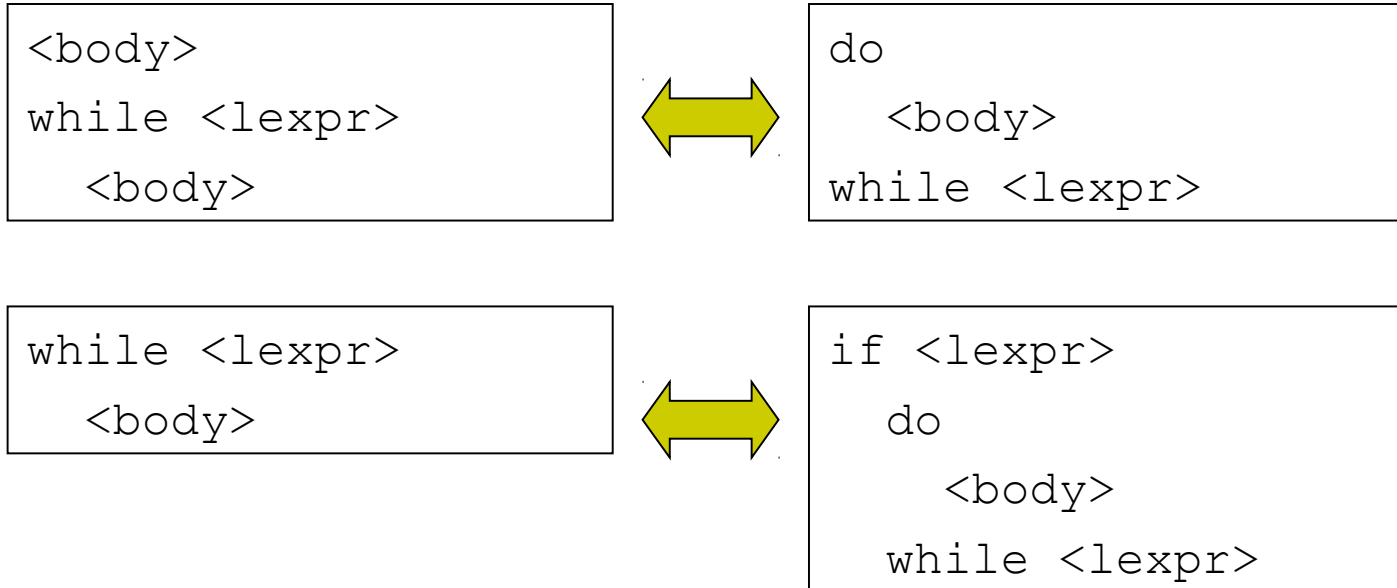 <body>
while <lexpr>
  <body>
do
  <body>
while <lexpr>
while <lexpr>
  <body>
if <lexpr>
  do
    <body>
  while <lexpr>